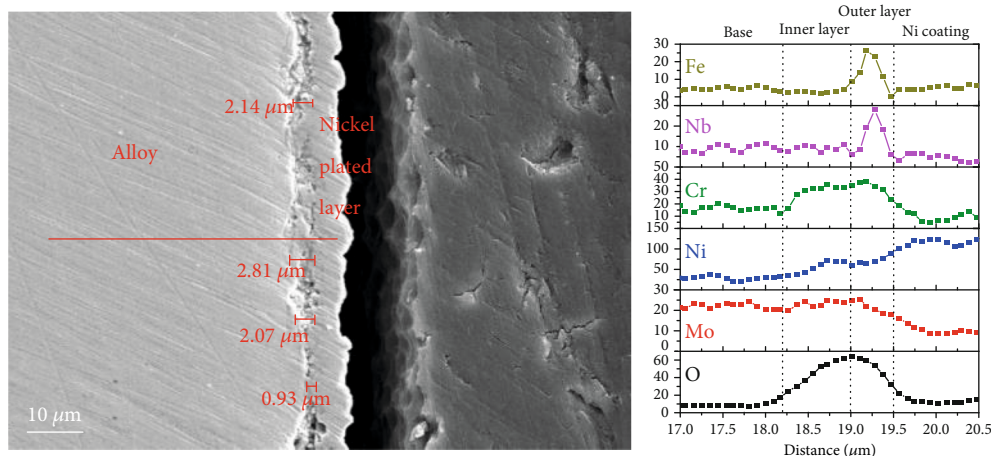 2.14 μm
Nickel
Alloy
plated
layer
2.81 μm
2.07 μm
0.93 μm
10 μm
Outer layer
Base
Inner layer
Ni coating
30
Fe
20
10
0
30
Nb
20
10
50
40
Cr
30
20
10
150
Ni
100
50
30
20
Mo
10
0
60
O
40
20
0
17.0 17.5 18.0 18.5 19.0 19.5 20.0 20.5
Distance (μm)